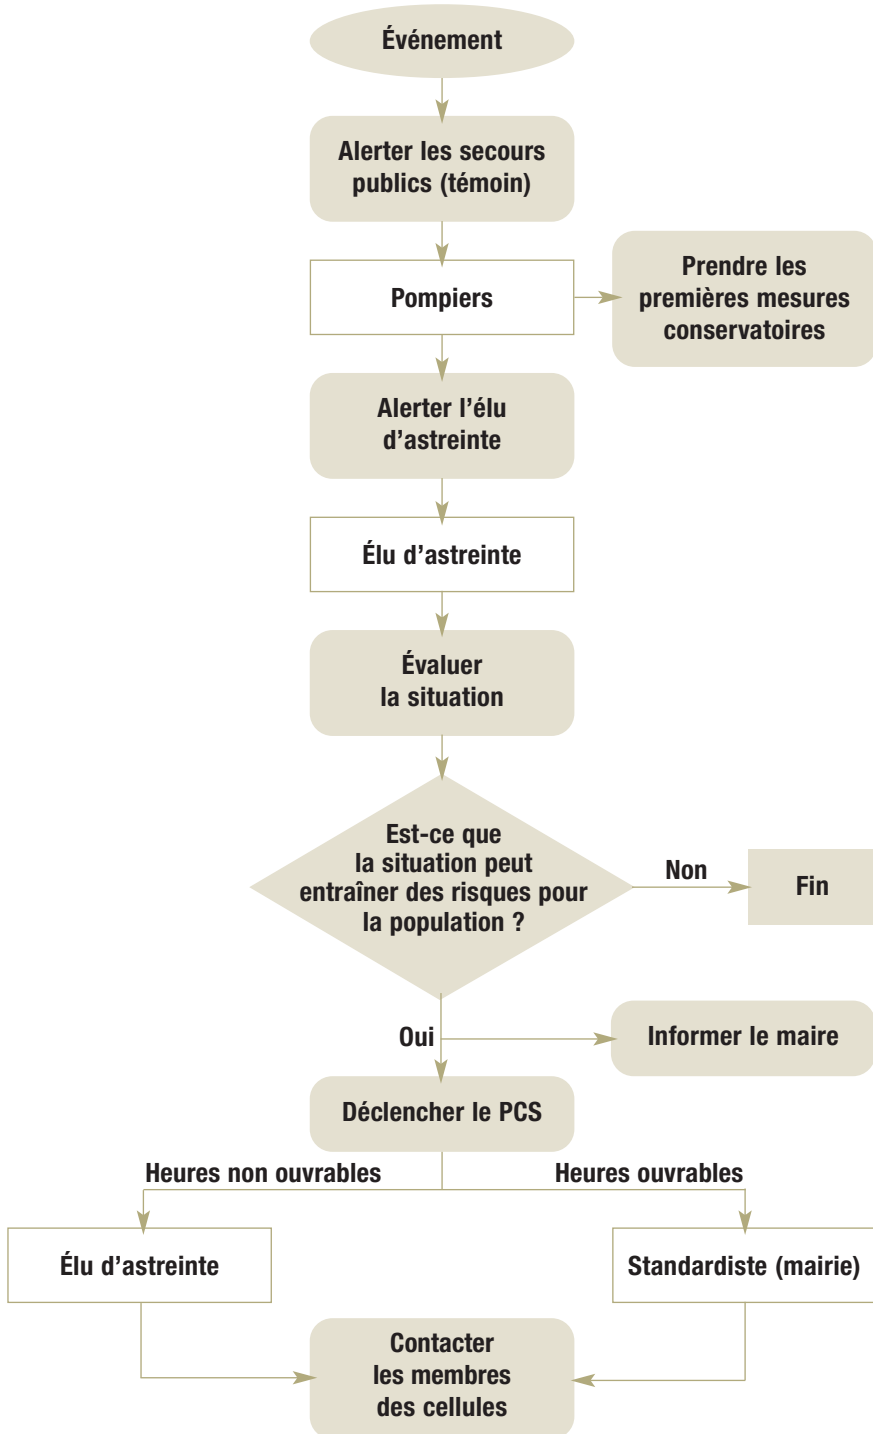 Événement
Alerter les secours
publics (témoin)
Pompiers
Prendre les
premières mesures
conservatoires
Alerter l’élu
d’astreinte
Élu d’astreinte
Évaluer
la situation
Est-ce que
la situation peut
entraîner des risques pour
la population ?
Non
Fin
Oui
Informer le maire
Déclencher le PCS
Heures non ouvrables
Heures ouvrables
Élu d’astreinte
Standardiste (mairie)
Contacter
les membres
des cellules